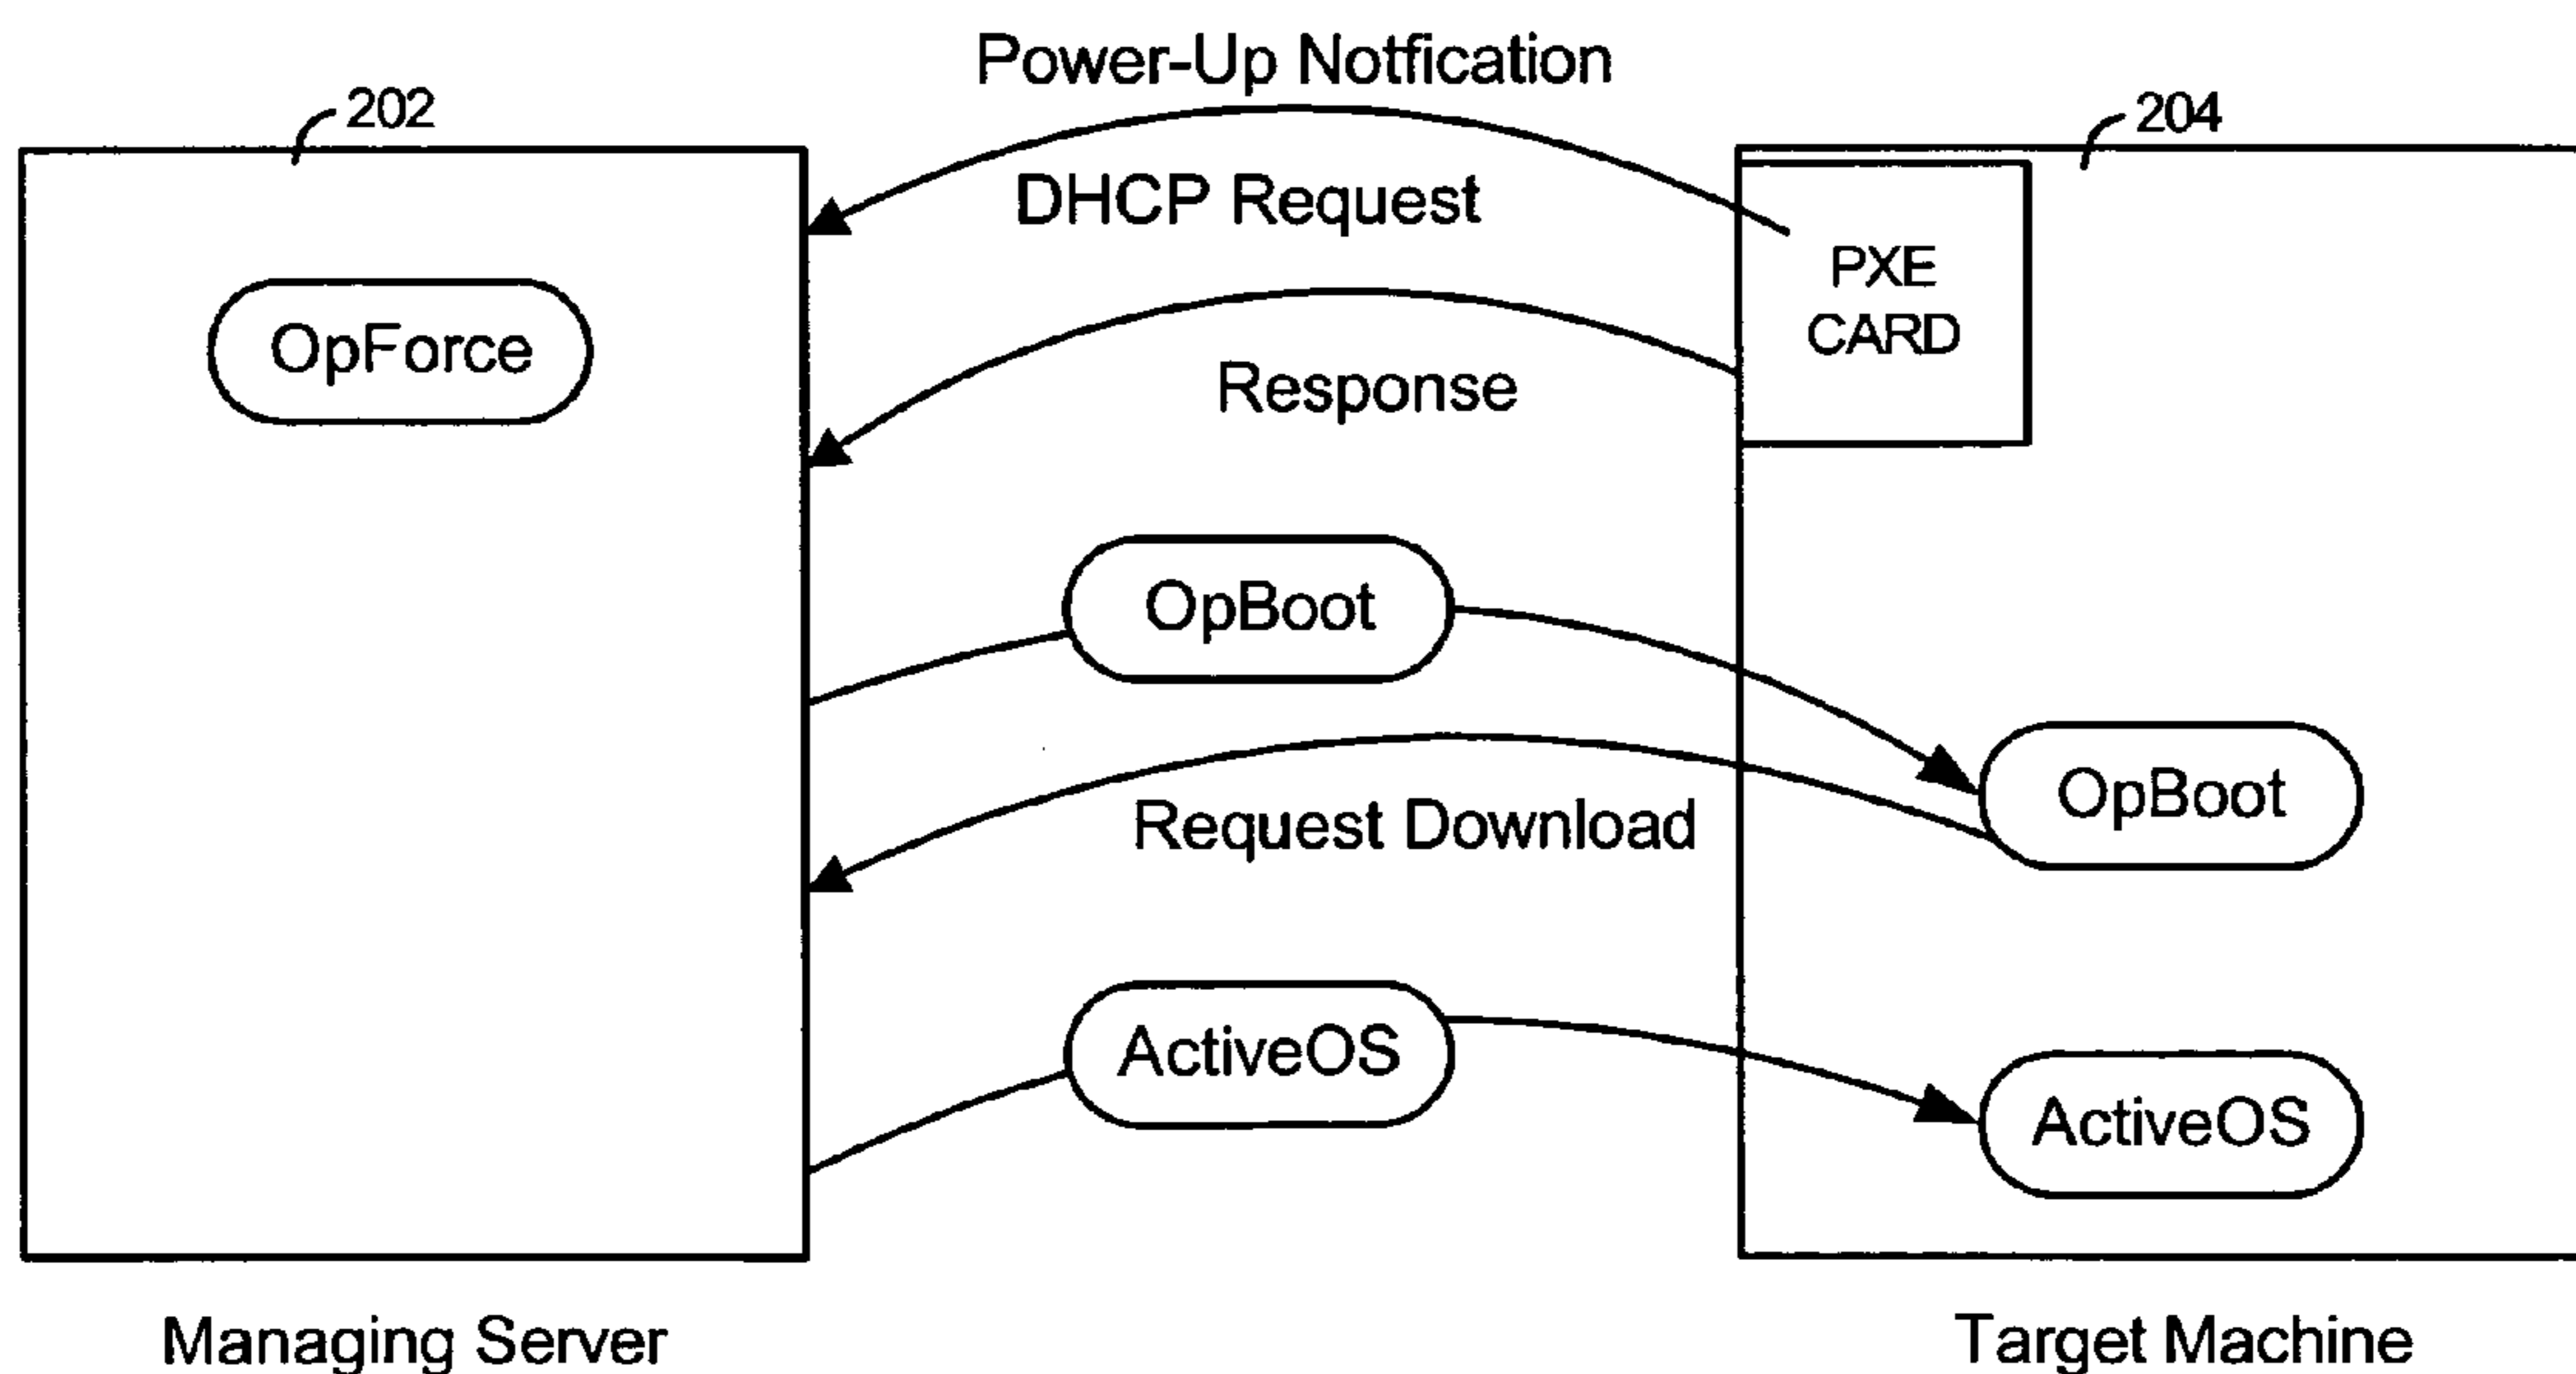 Power-Up Notfication
202
204
DHCP Request
PXE
CARD
OpForce
Response
OpBoot
OpBoot
Request Download
ActiveOS
ActiveOS
Managing Server
Target Machine